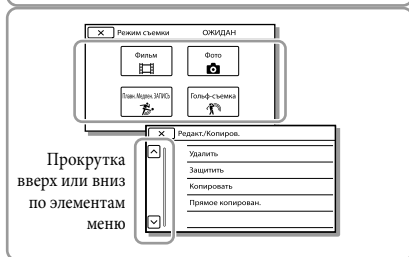 Режим съемки ОЖИДАН
Фильм Фото
Плавн. Медлен. ЗАПИСЬ Гольф-съемка
Редакт./Копиров.
Удалить
Защитить
Копировать
Прямое копирован.
Прокрутка
вверх или вниз
по элементам
меню